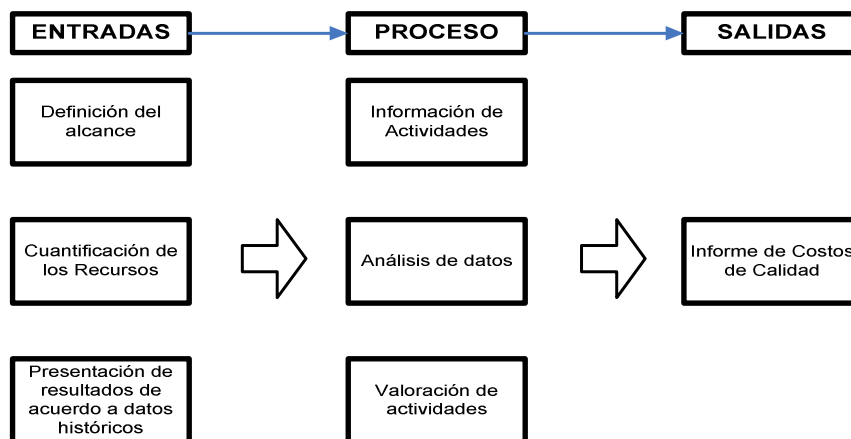 ENTRADAS
PROCESO
SALIDAS
Definición del
alcance
Información de
Actividades
Cuantificación de
los Recursos
Análisis de datos
Informe de Costos
de Calidad
Presentación de
resultados de
acuerdo a datos
históricos
Valoración de
actividades